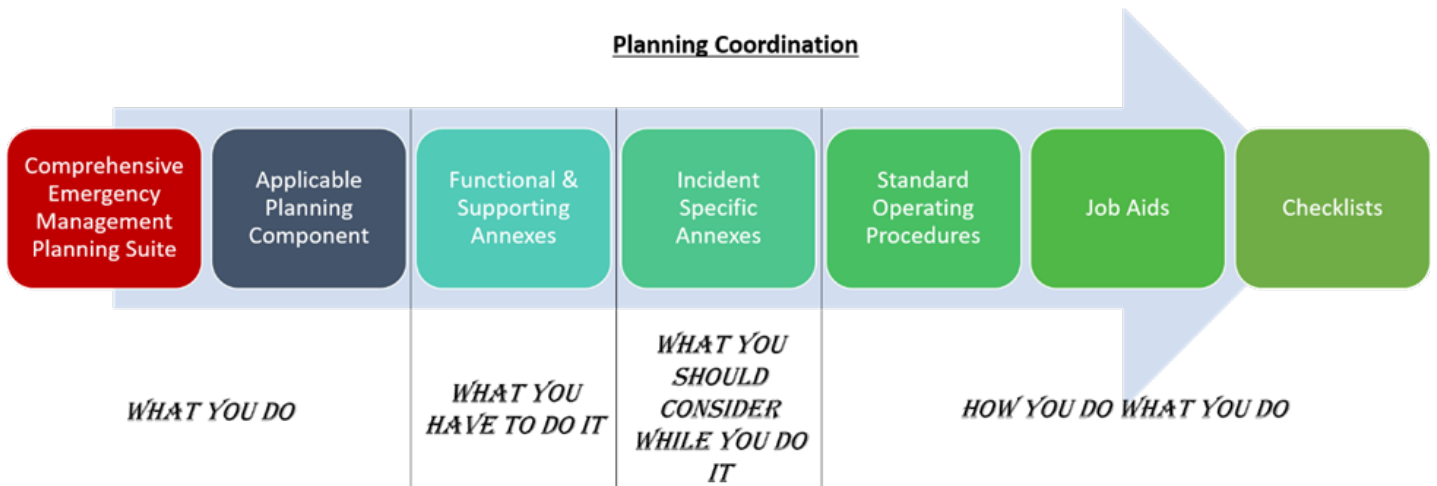 Planning Coordination
Comprehensive
Emergency
Management
Planning Suite
Applicable
Planning
Component
Functional &
Supporting
Annexes
Incident
Specific
Annexes
Standard
Operating
Procedures
Job Aids
Checklists
WHAT YOU DO
WHAT YOU
HAVE TO DO IT
WHAT YOU
SHOULD
CONSIDER
WHILE YOU DO
IT
HOW YOU DO WHAT YOU DO